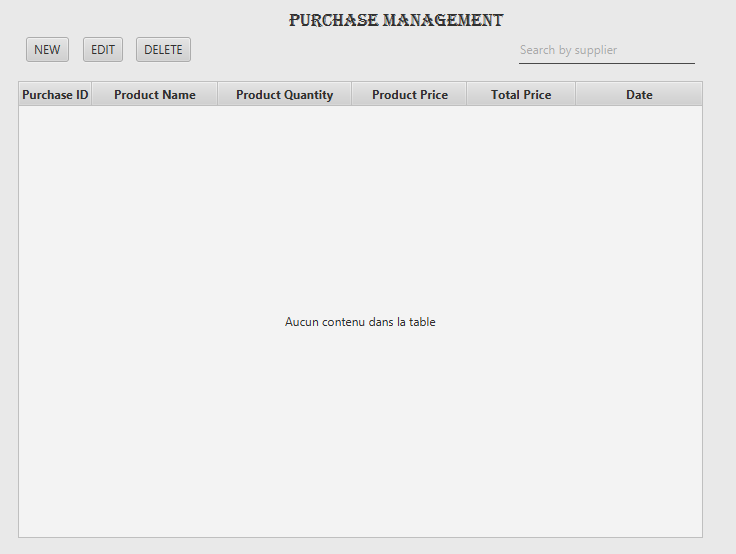 PURCHASE MANAGEMENT
NEW EDIT DELETE Search by supplier
Purchase ID Product Name Product Quantity Product Price Total Price Date
Aucun contenu dans la table